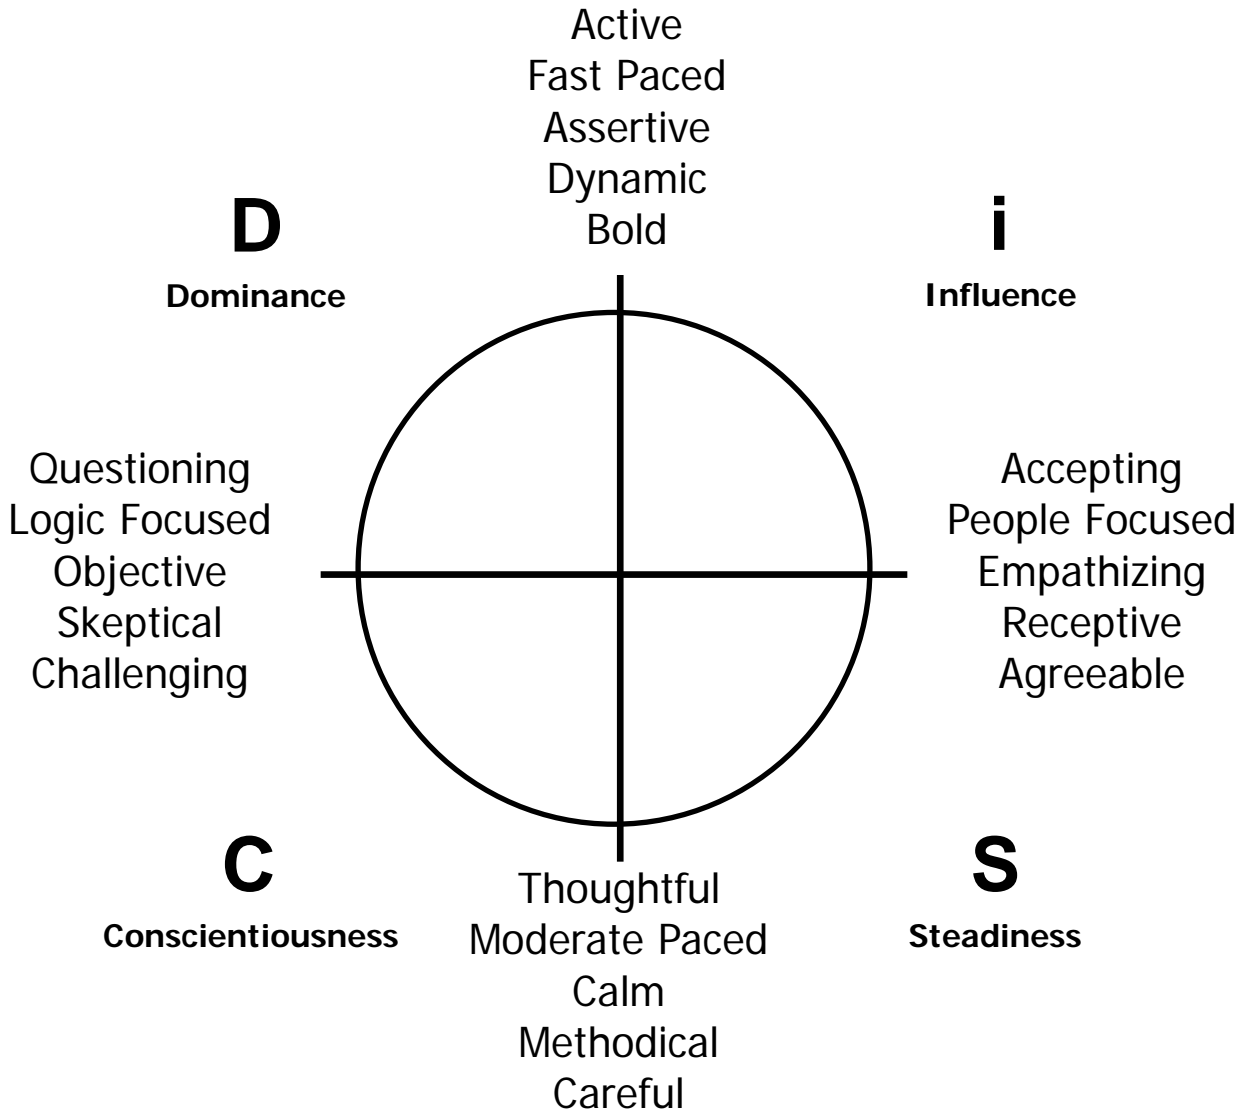 Active
Fast Paced
Assertive
Dynamic
Bold
D
Dominance
i
Influence
Questioning
Logic Focused
Objective
Skeptical
Challenging
Accepting
People Focused
Empathizing
Receptive
Agreeable
C
Conscientiousness
S
Steadiness
Thoughtful
Moderate Paced
Calm
Methodical
Careful